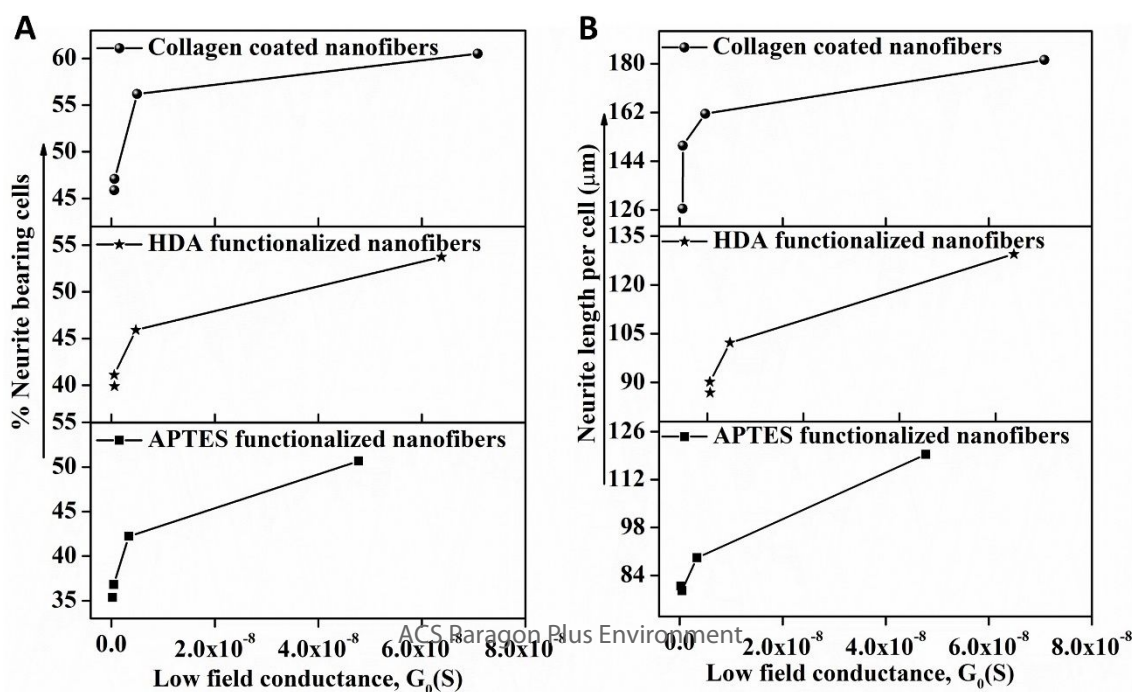 A
Collagen coated nanofibers
60
55
50
45
HDA functionalized nanofibers
55
50
45
40
APTES functionalized nanofibers
55
50
45
40
35
% Neurite bearing cells
0.0 2.0x10⁻⁸ 4.0x10⁻⁸ 6.0x10⁻⁸ 8.0x10⁻⁸
Low field conductance, G₀(S)
B
Collagen coated nanofibers
180
162
144
126
HDA functionalized nanofibers
135
120
105
90
APTES functionalized nanofibers
126
112
98
84
Neurite length per cell (μm)
0.0 2.0x10⁻⁸ 4.0x10⁻⁸ 6.0x10⁻⁸ 8.0x10⁻⁸
Low field conductance, G₀(S)
ACS Paragon Plus Environment